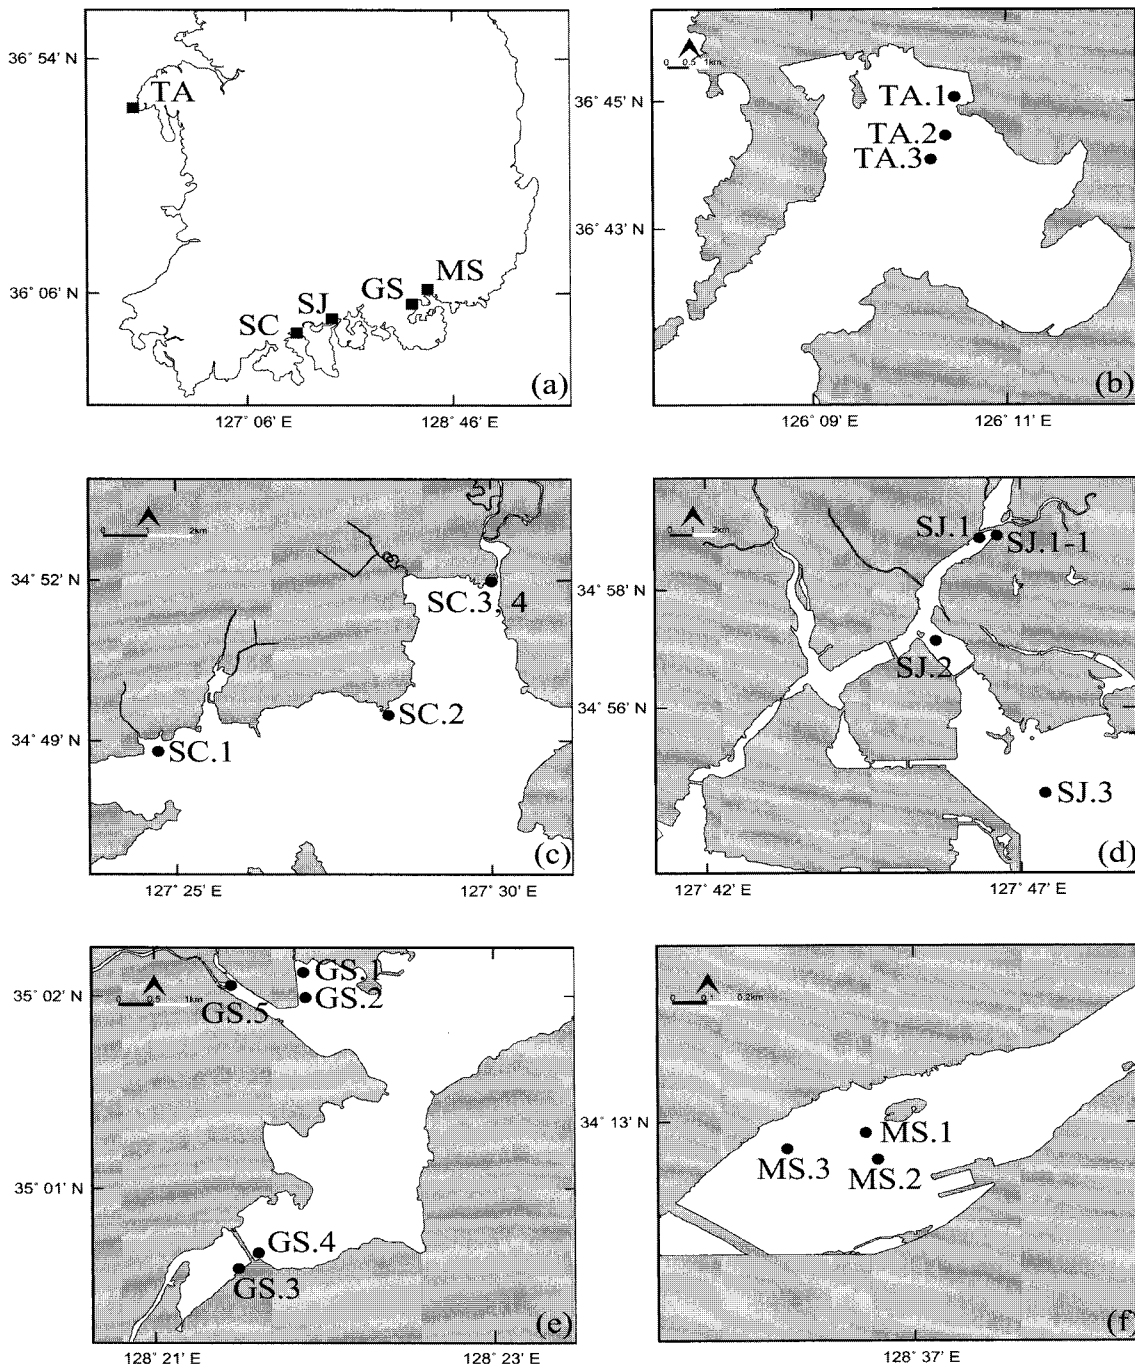 36° 54' N
TA
36° 06' N
MS
GS
SJ
SC
(a)
127° 06' E
128° 46' E
0 0.5 1km
36° 45' N
TA.1
TA.2
TA.3
36° 43' N
(b)
126° 09' E
126° 11' E
2km
34° 52' N
SC.3, 4
SC.2
34° 49' N
SC.1
(c)
127° 25' E
127° 30' E
2km
SJ.1
SJ.1-1
34° 58' N
SJ.2
34° 56' N
SJ.3
(d)
127° 42' E
127° 47' E
0 0.5 1km
35° 02' N
GS.1
GS.2
GS.5
35° 01' N
GS.4
GS.3
(e)
128° 21' E
128° 23' E
0 0.1 0.2km
34° 13' N
MS.1
MS.3
MS.2
(f)
128° 37' E